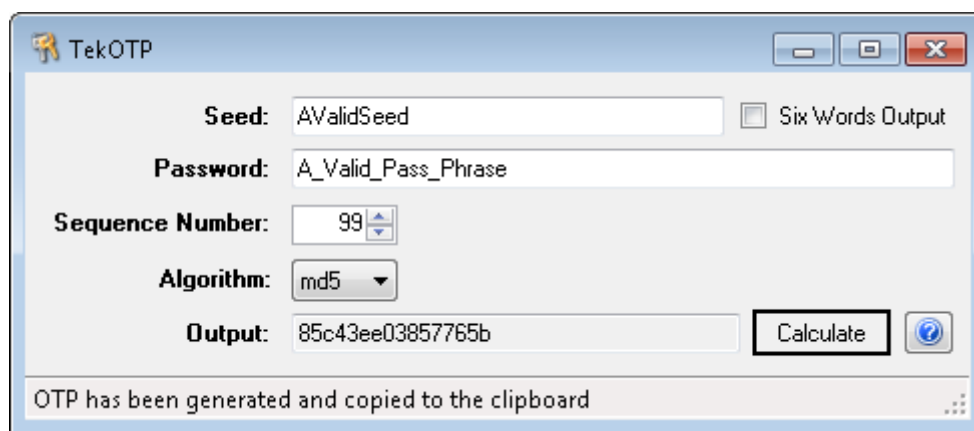 TekOTP
Seed: AValidSeed Six Words Output
Password: A_Valid_Pass_Phrase
Sequence Number: 99
Algorithm: md5
Output: 85c43ee03857765b Calculate
OTP has been generated and copied to the clipboard